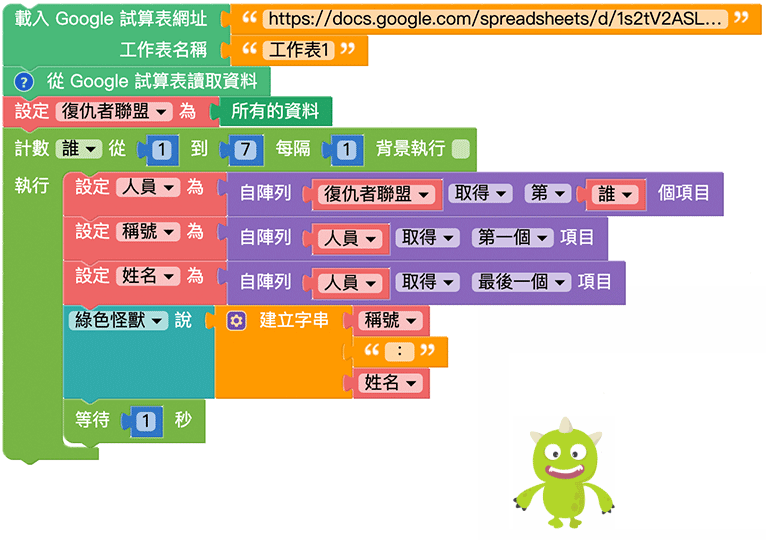 載入 Google 試算表網址 “ https://docs.google.com/spreadsheets/d/1s2tV2ASL... ”
工作表名稱 “ 工作表1 ”
? 從 Google 試算表讀取資料
設定 復仇者聯盟 為 所有的資料
計數 誰 從 1 到 7 每隔 1 背景執行
執行 設定 人員 為 自陣列 復仇者聯盟 取得 第 誰 個項目
設定 稱號 為 自陣列 人員 取得 第一個 項目
設定 姓名 為 自陣列 人員 取得 最後一個 項目
綠色怪獸 說 建立字串 稱號
“ : ”
姓名
等待 1 秒